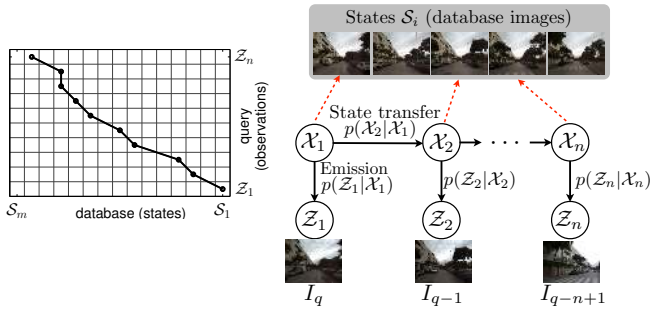 States 𝒮ᵢ (database images)
𝒵ₙ
query
(observations)
𝒵₁
𝒮ₘ
database (states)
𝒮₁
State transfer
p(𝒳₂|𝒳₁)
𝒳₁
𝒳₂
· · ·
𝒳ₙ
Emission
p(𝒵₁|𝒳₁)
p(𝒵₂|𝒳₂)
p(𝒵ₙ|𝒳ₙ)
𝒵₁
𝒵₂
𝒵ₙ
I_q
I_{q−1}
I_{q−n+1}